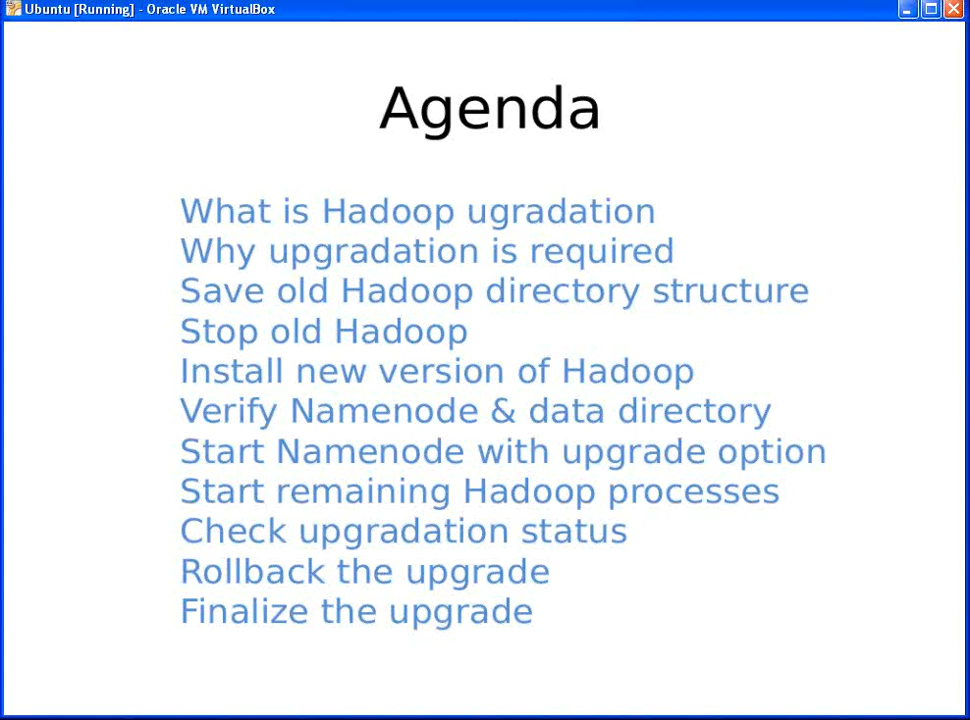 Ubuntu [Running] - Oracle VM VirtualBox
Agenda
What is Hadoop ugradation
Why upgradation is required
Save old Hadoop directory structure
Stop old Hadoop
Install new version of Hadoop
Verify Namenode & data directory
Start Namenode with upgrade option
Start remaining Hadoop processes
Check upgradation status
Rollback the upgrade
Finalize the upgrade